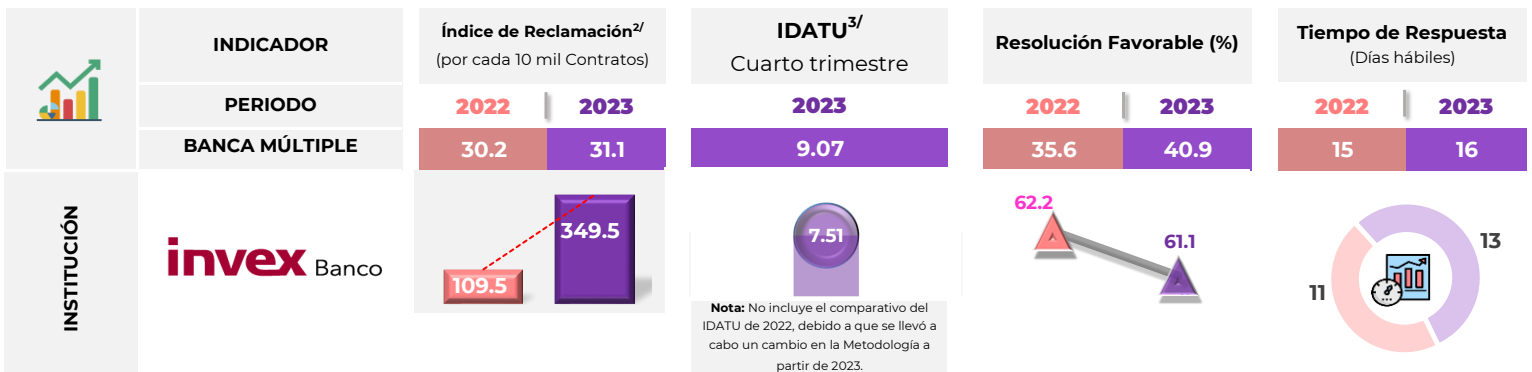 INDICADOR
Índice de Reclamación2/
(por cada 10 mil Contratos)
IDATU3/
Cuarto trimestre
Resolución Favorable (%)
Tiempo de Respuesta
(Días hábiles)
PERIODO
2022 2023
2023
2022 2023
2022 2023
BANCA MÚLTIPLE
30.2 31.1
9.07
35.6 40.9
15 16
INSTITUCIÓN
invex Banco
109.5
349.5
7.51
Nota: No incluye el comparativo del
IDATU de 2022, debido a que se llevó a
cabo un cambio en la Metodología a
partir de 2023.
62.2
61.1
11
13